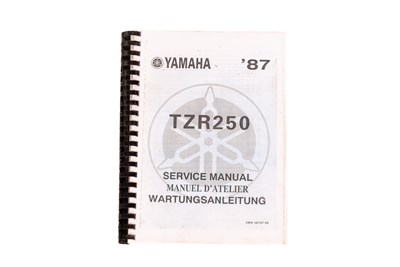 YAMAHA '87
TZR250
SERVICE MANUAL
MANUEL D'ATELIER
WARTUNGSANLEITUNG